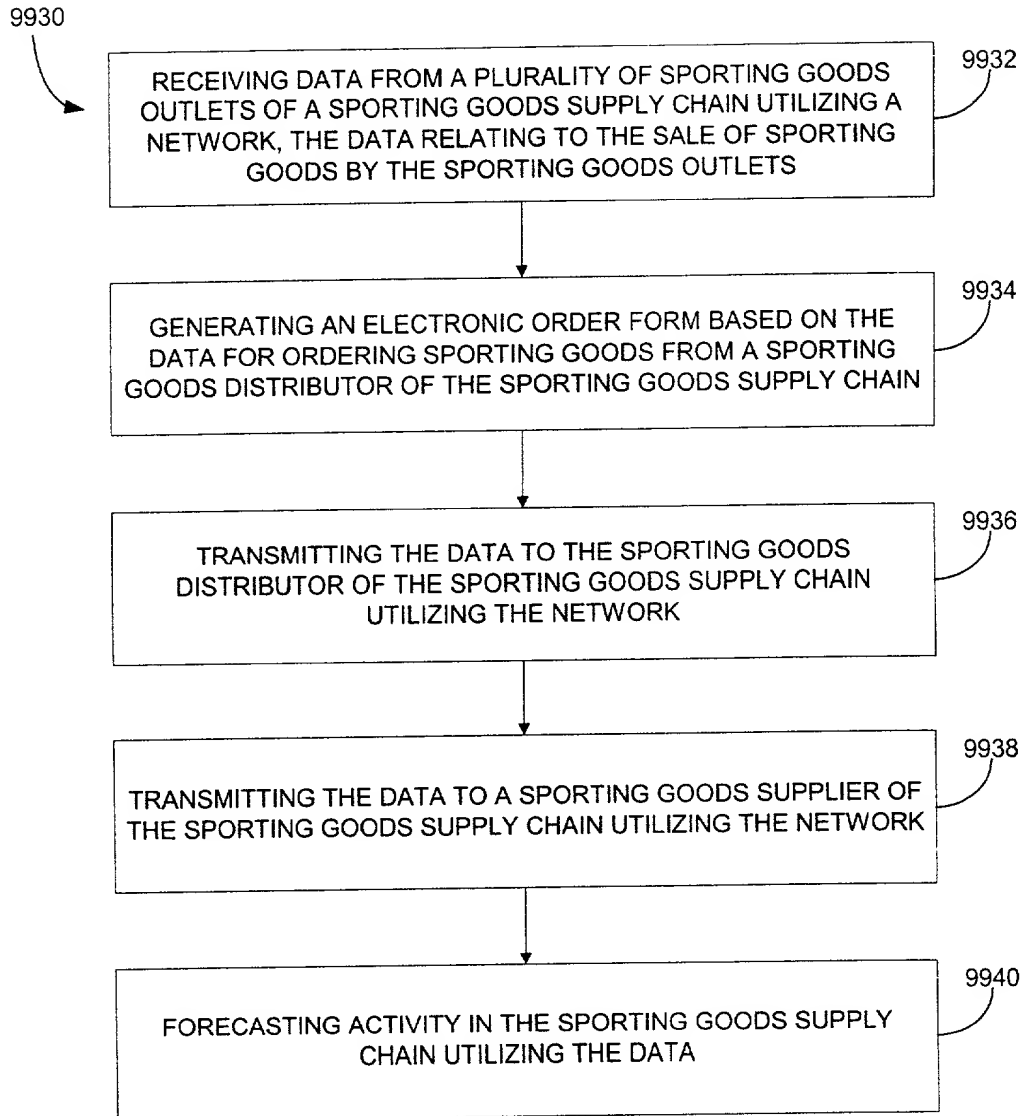 9930
RECEIVING DATA FROM A PLURALITY OF SPORTING GOODS
OUTLETS OF A SPORTING GOODS SUPPLY CHAIN UTILIZING A
NETWORK, THE DATA RELATING TO THE SALE OF SPORTING
GOODS BY THE SPORTING GOODS OUTLETS
9932
GENERATING AN ELECTRONIC ORDER FORM BASED ON THE
DATA FOR ORDERING SPORTING GOODS FROM A SPORTING
GOODS DISTRIBUTOR OF THE SPORTING GOODS SUPPLY CHAIN
9934
TRANSMITTING THE DATA TO THE SPORTING GOODS
DISTRIBUTOR OF THE SPORTING GOODS SUPPLY CHAIN
UTILIZING THE NETWORK
9936
TRANSMITTING THE DATA TO A SPORTING GOODS SUPPLIER OF
THE SPORTING GOODS SUPPLY CHAIN UTILIZING THE NETWORK
9938
FORECASTING ACTIVITY IN THE SPORTING GOODS SUPPLY
CHAIN UTILIZING THE DATA
9940